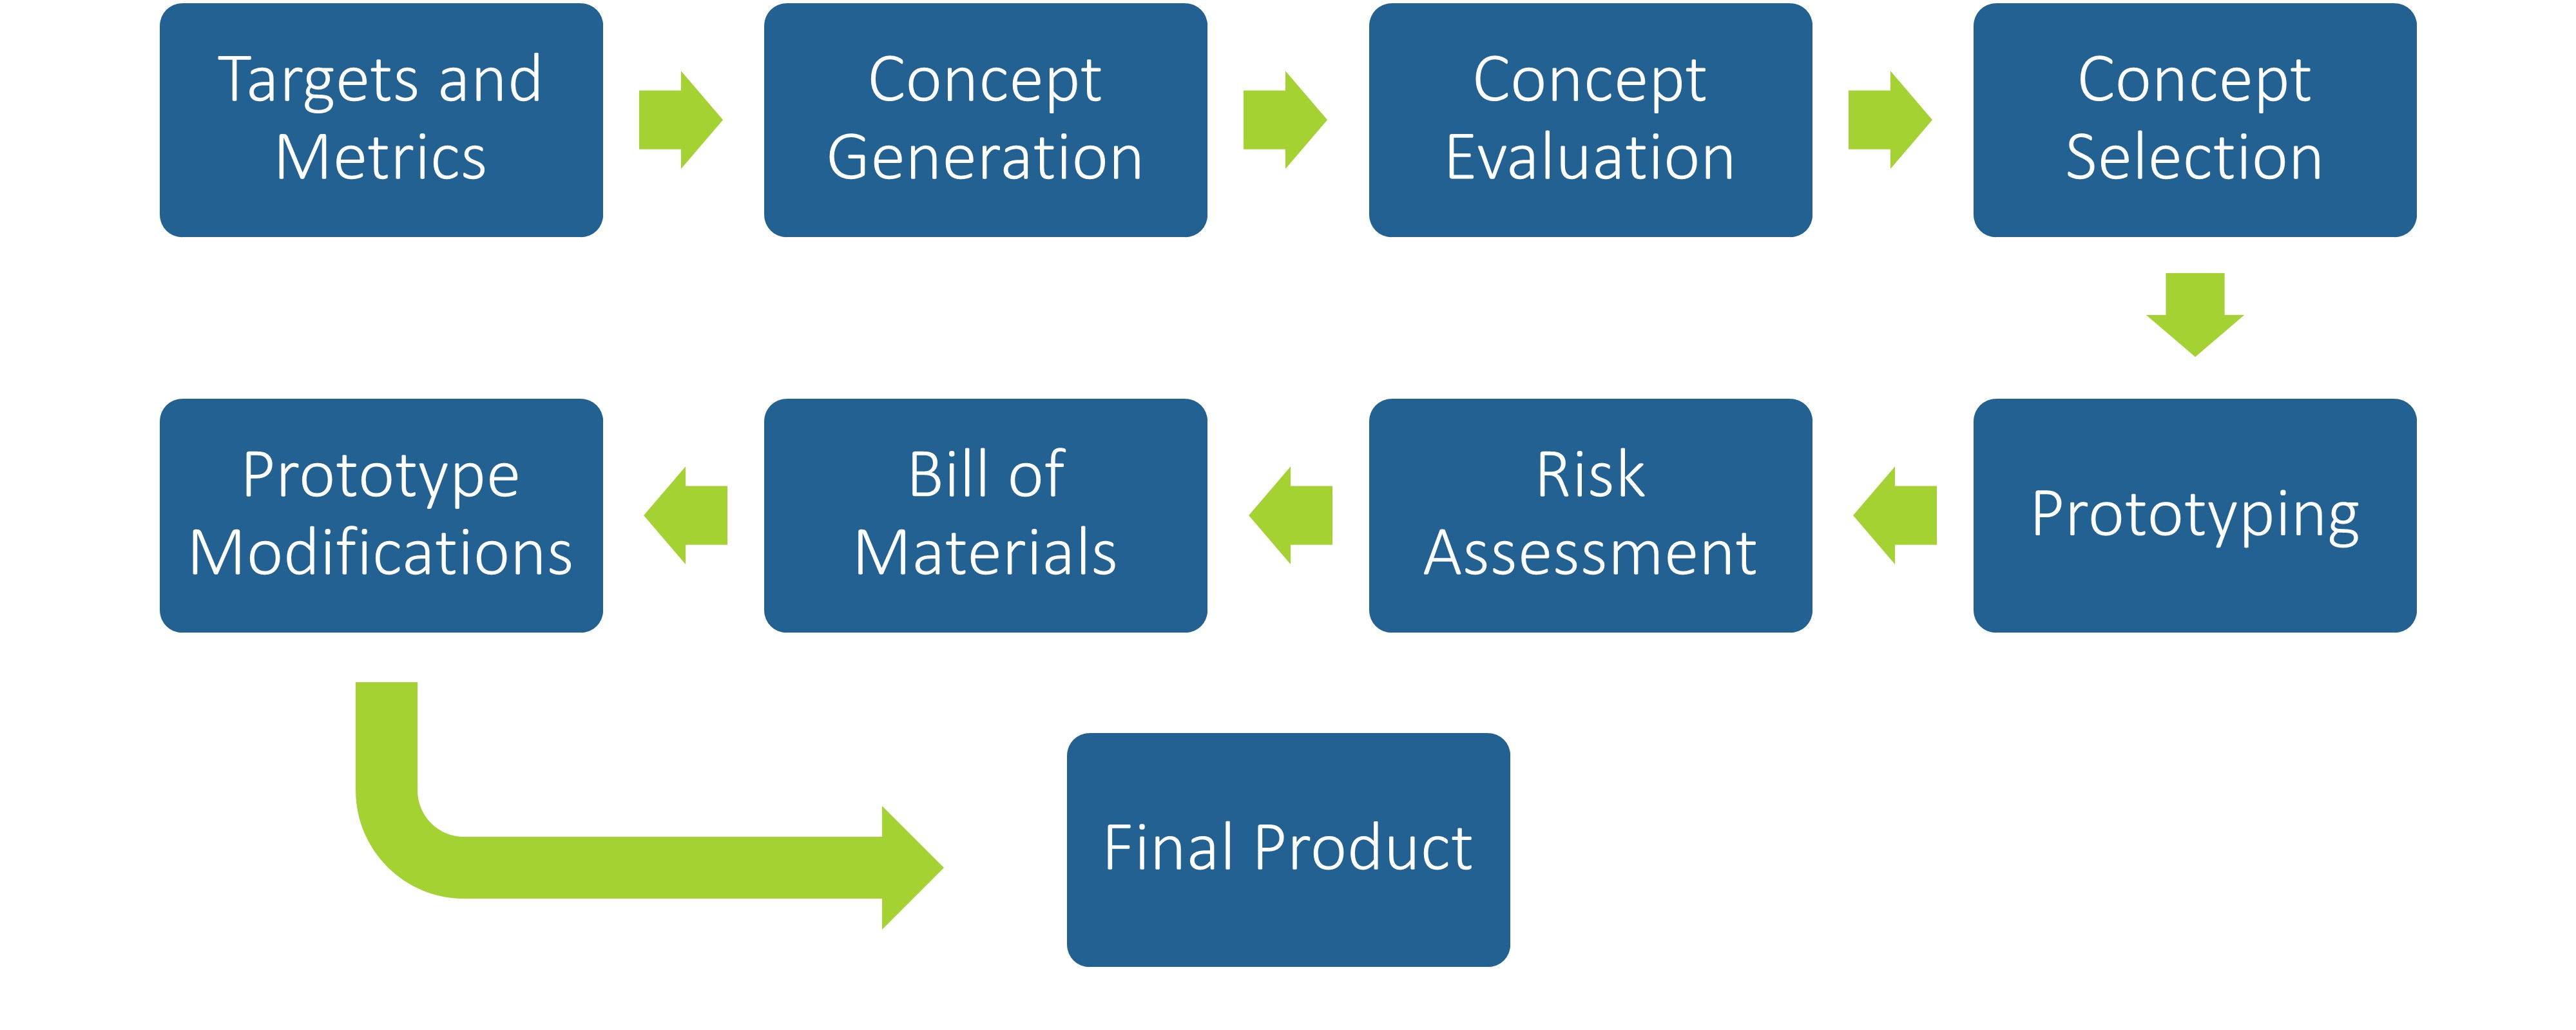 Targets and
Metrics
Concept
Generation
Concept
Evaluation
Concept
Selection
Prototyping
Risk
Assessment
Bill of
Materials
Prototype
Modifications
Final Product